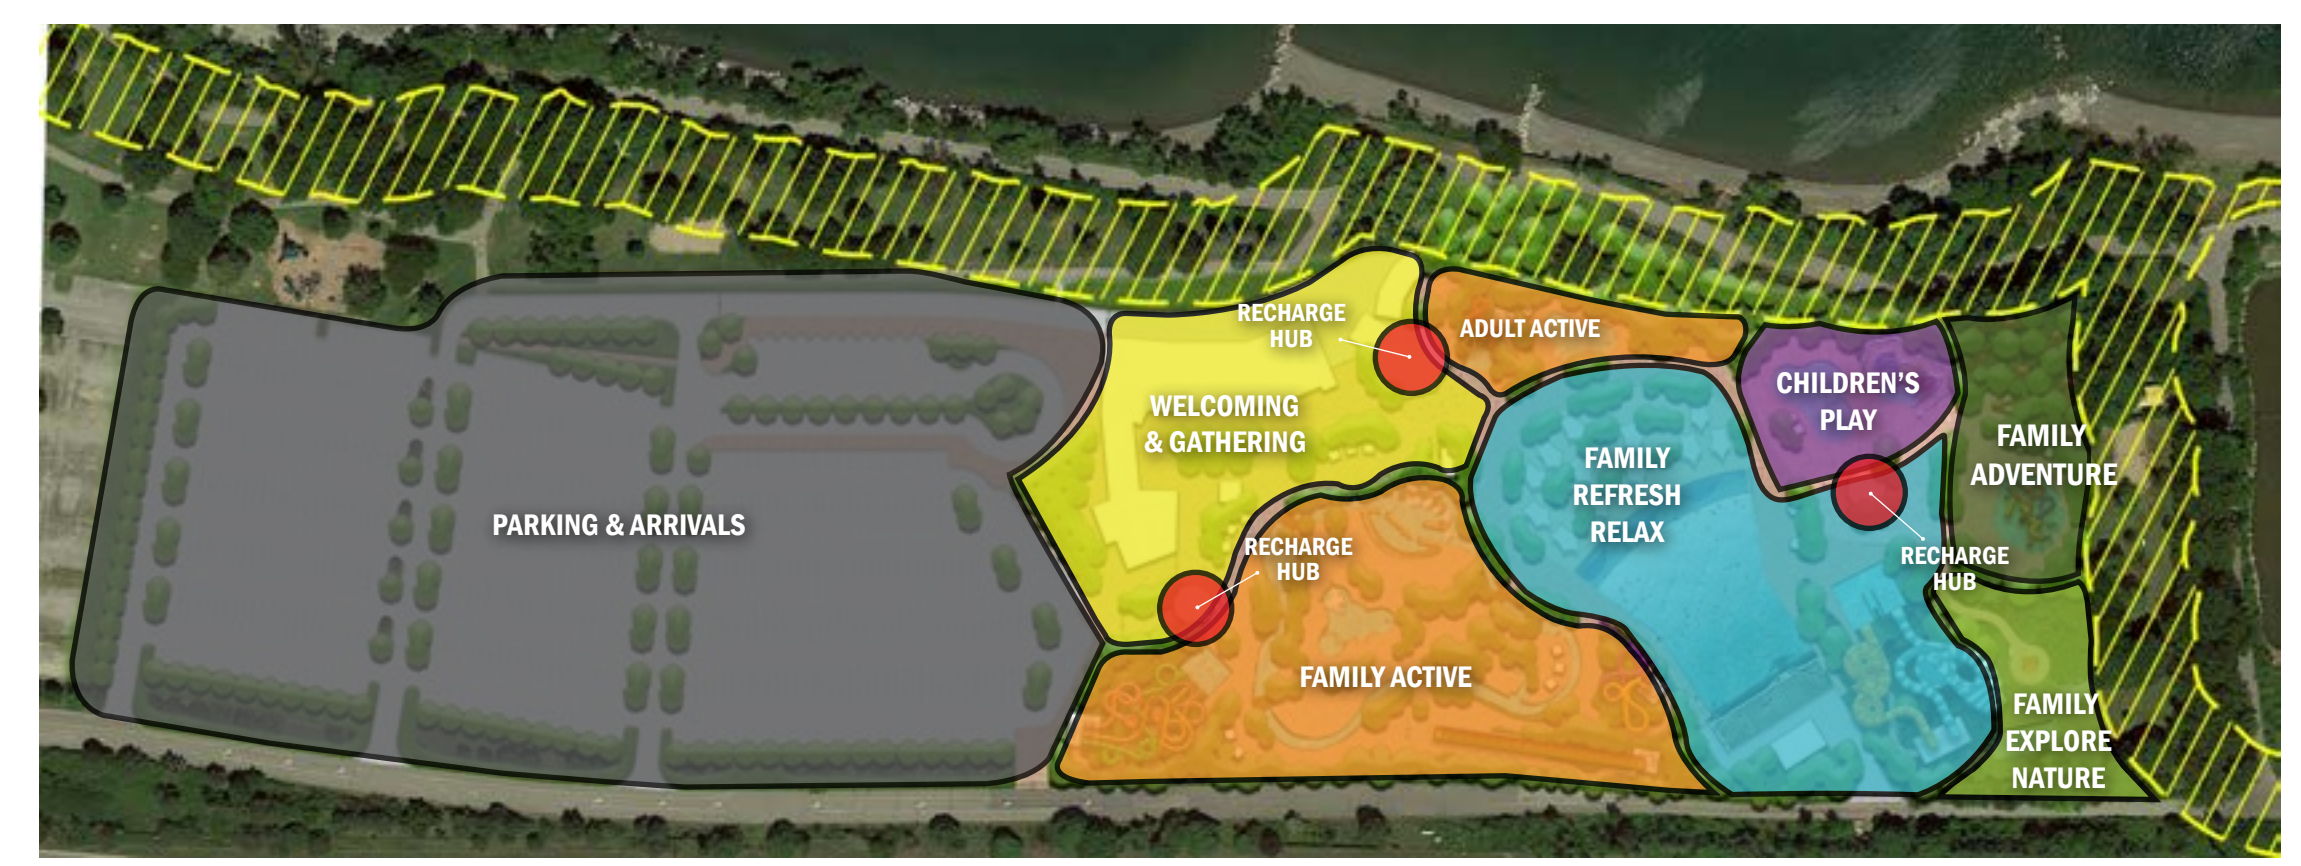 RECHARGE
HUB
ADULT ACTIVE
CHILDREN'S
PLAY
WELCOMING
& GATHERING
FAMILY
ADVENTURE
FAMILY
REFRESH
RELAX
PARKING & ARRIVALS
RECHARGE
HUB
RECHARGE
HUB
FAMILY ACTIVE
FAMILY
EXPLORE
NATURE